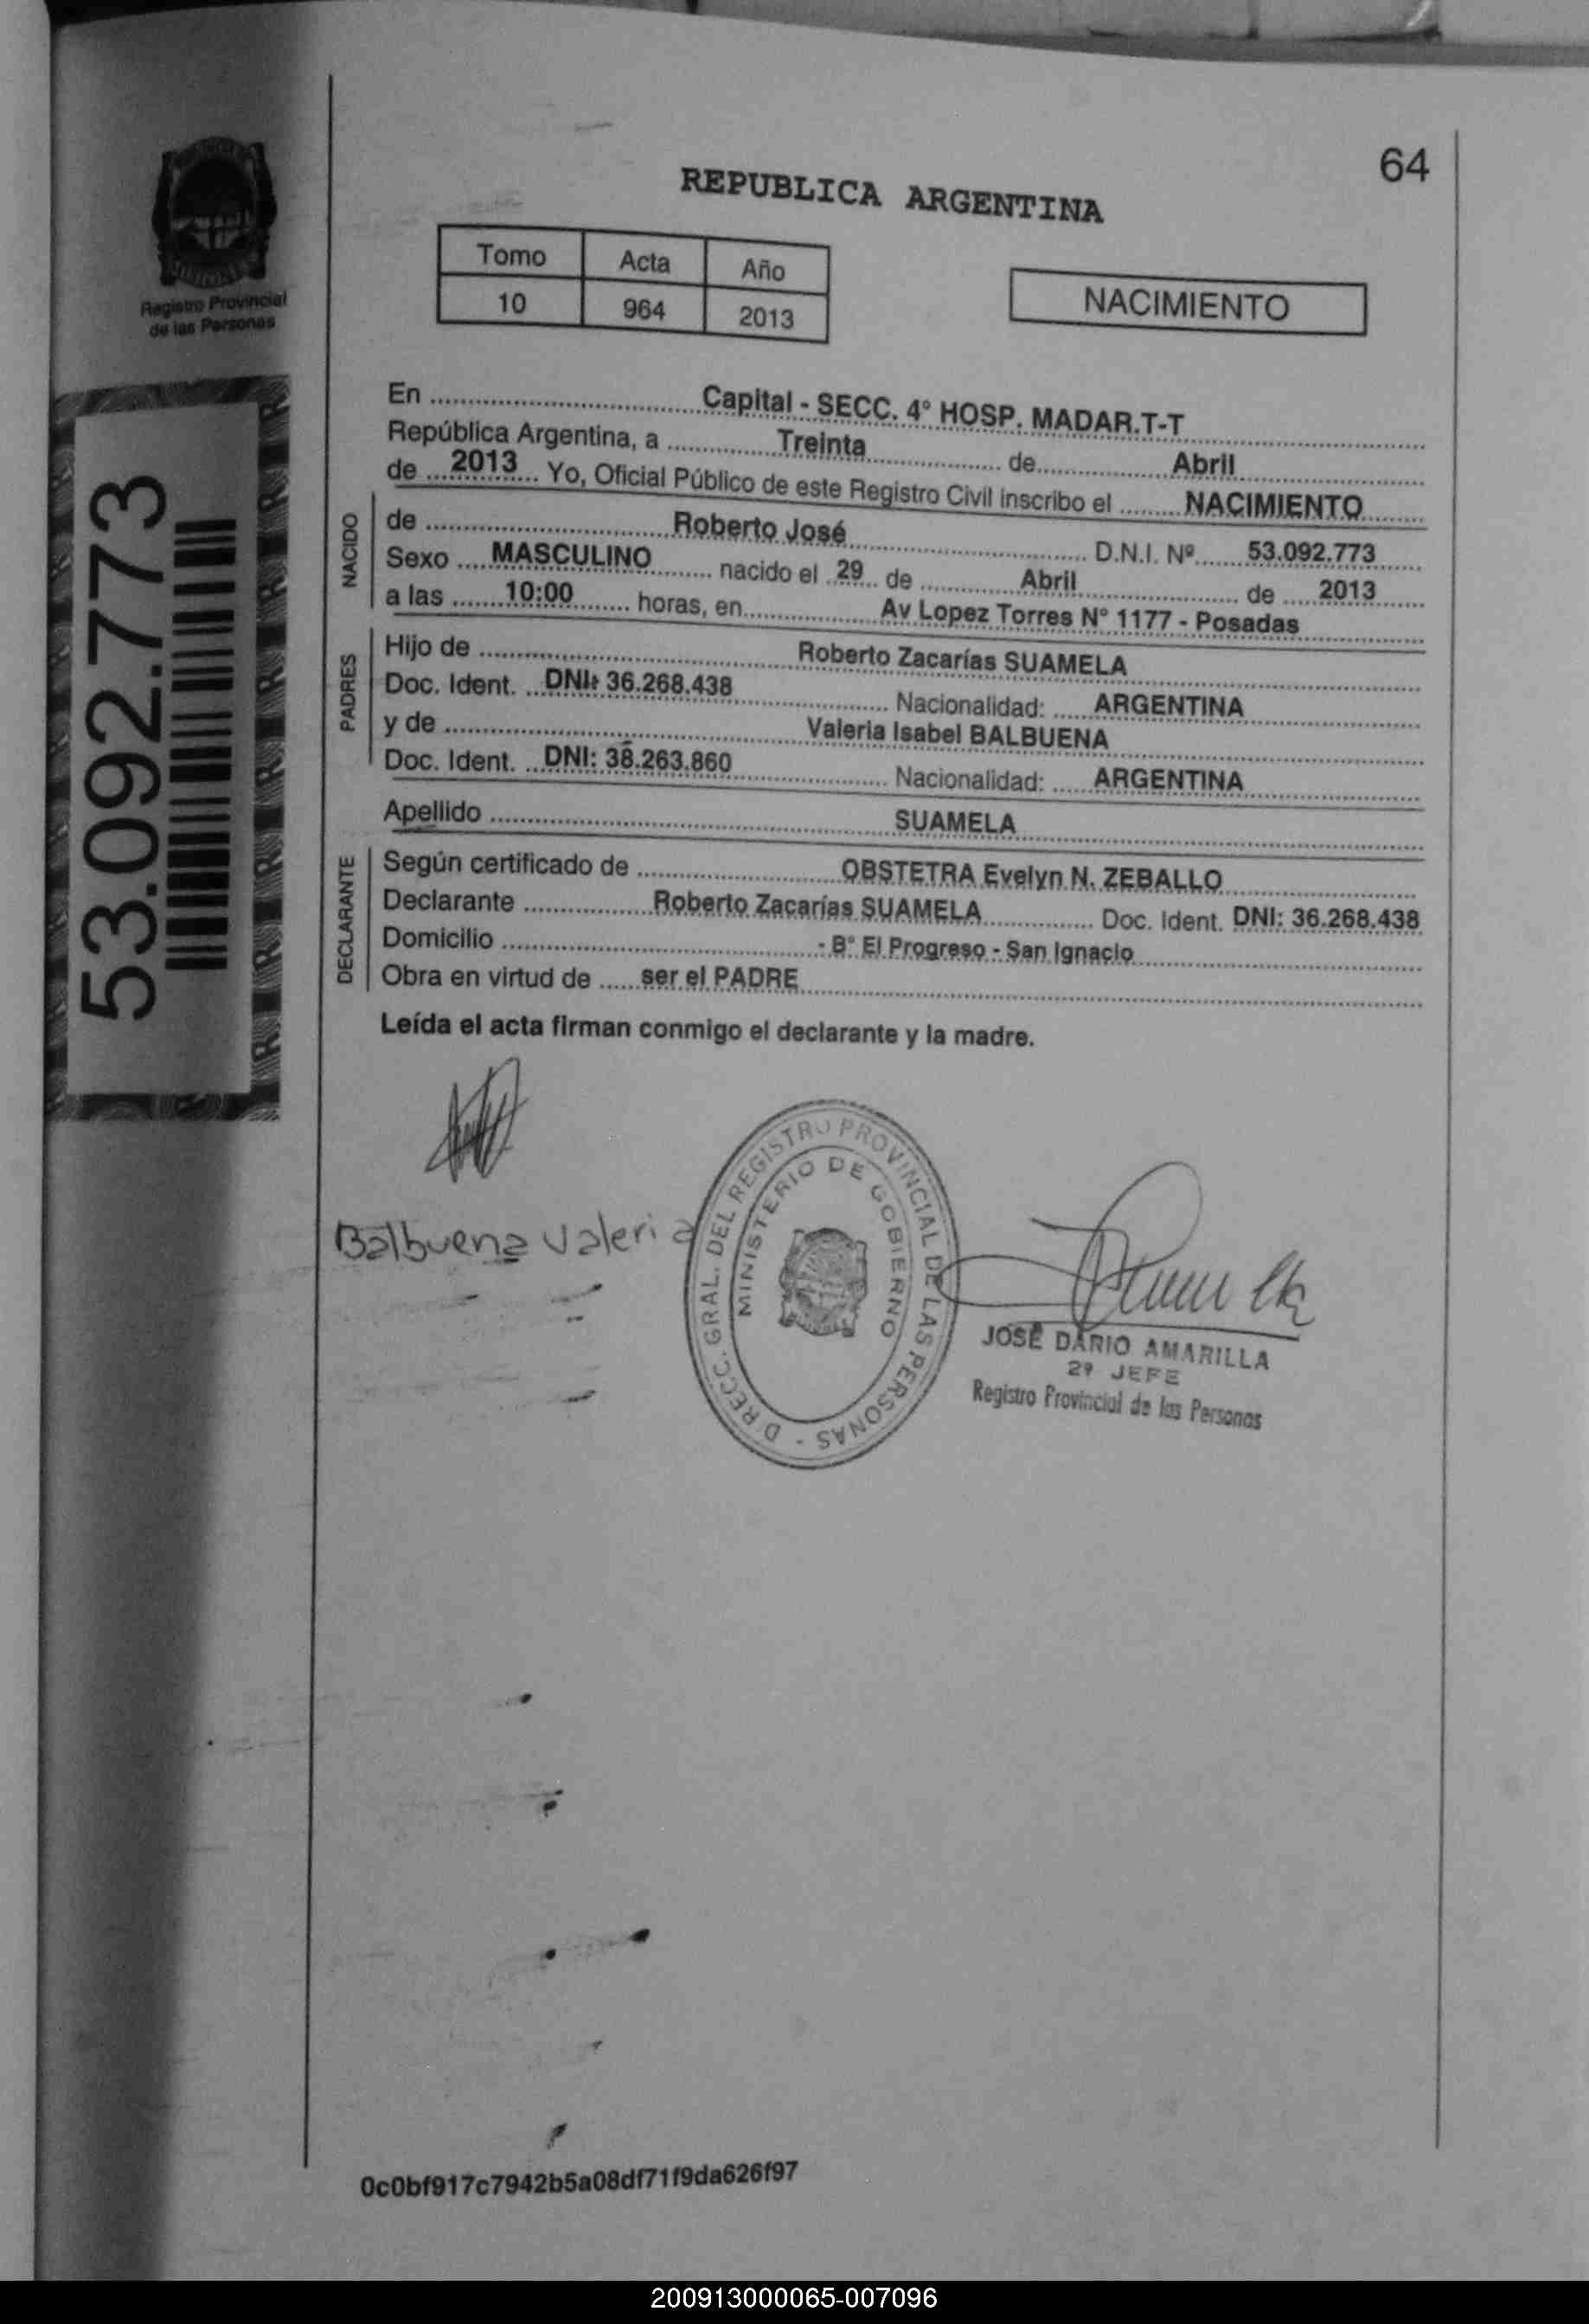 64
REPUBLICA ARGENTINA
Registro Provincial
de las Personas
Tomo Acta Año
10 964 2013
NACIMIENTO
53.092.773
En ........ Capital - SECC. 4° HOSP. MADAR.T-T
República Argentina, a ........ Treinta ........ de ........ Abril
de ... 2013 ... Yo, Oficial Público de este Registro Civil inscribo el ........ NACIMIENTO
NACIDO
de ........ Roberto José ........ D.N.I. Nº ...... 53.092.773
Sexo ..... MASCULINO ........ nacido el . 29 .. de ........ Abril ........ de ..... 2013
a las ....... 10:00 ....... horas, en ........ Av Lopez Torres N° 1177 - Posadas
PADRES
Hijo de ........ Roberto Zacarías SUAMELA
Doc. Ident. ... DNI: 36.268.438 ........ Nacionalidad: ..... ARGENTINA
y de ........ Valeria Isabel BALBUENA
Doc. Ident. ... DNI: 38.263.860 ........ Nacionalidad: ..... ARGENTINA
Apellido ........ SUAMELA
DECLARANTE
Según certificado de ........ OBSTETRA Evelyn N. ZEBALLO
Declarante ........ Roberto Zacarías SUAMELA ........ Doc. Ident. DNI: 36.268.438
Domicilio ........ - B° El Progreso - San Ignacio
Obra en virtud de ..... ser el PADRE
Leída el acta firman conmigo el declarante y la madre.
Balbuena Valeria
D RECC. GRAL. DEL REGISTRO PROVINCIAL DE LAS PERSONAS -
MINISTERIO DE GOBIERNO
JOSE DARIO AMARILLA
2º JEFE
Registro Provincial de las Personas
0c0bf917c7942b5a08df71f9da626f97
200913000065-007096